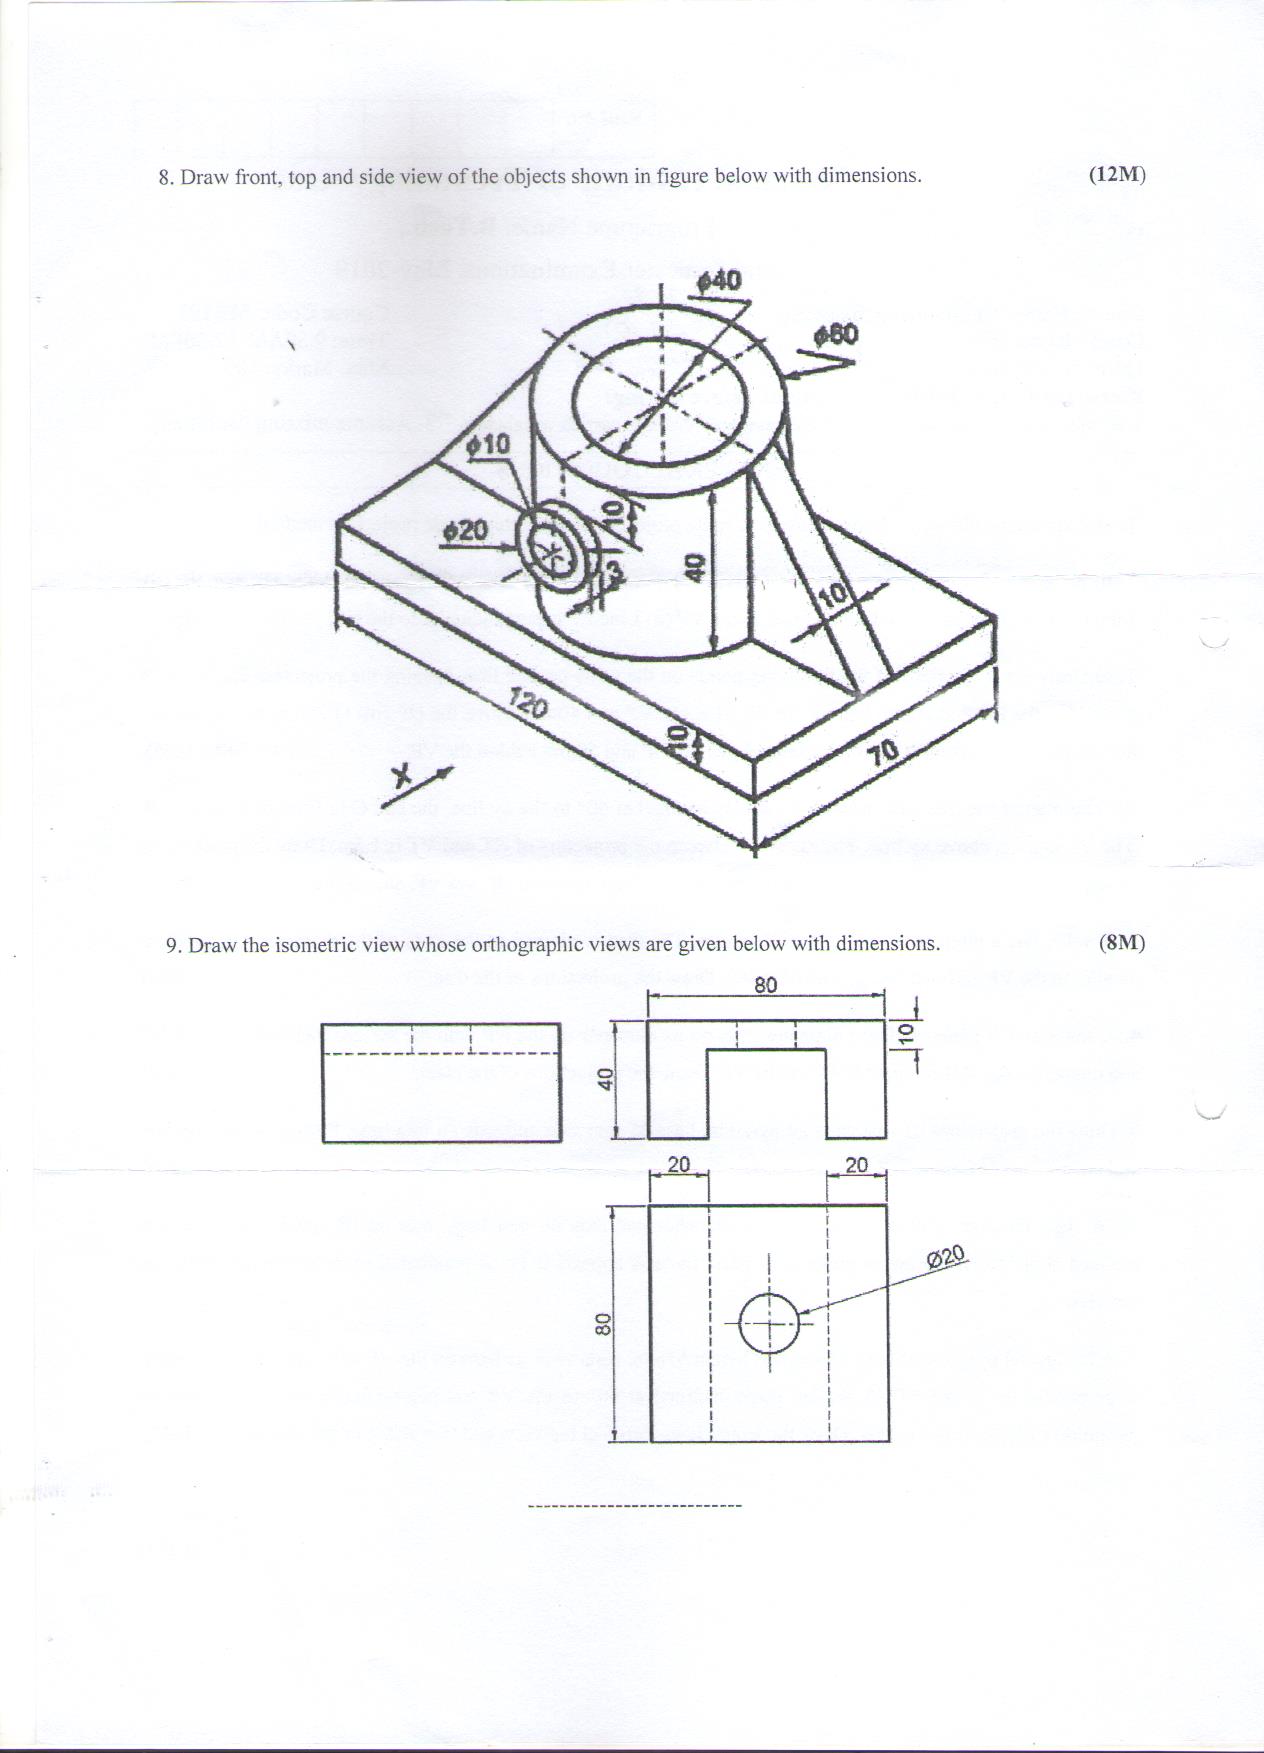 8. Draw front, top and side view of the objects shown in figure below with dimensions. (12M)
ϕ40
ϕ60
ϕ10
ϕ20
10
3
40
10
120
10
70
X
9. Draw the isometric view whose orthographic views are given below with dimensions. (8M)
80
10
40
20 20
Ø20
80